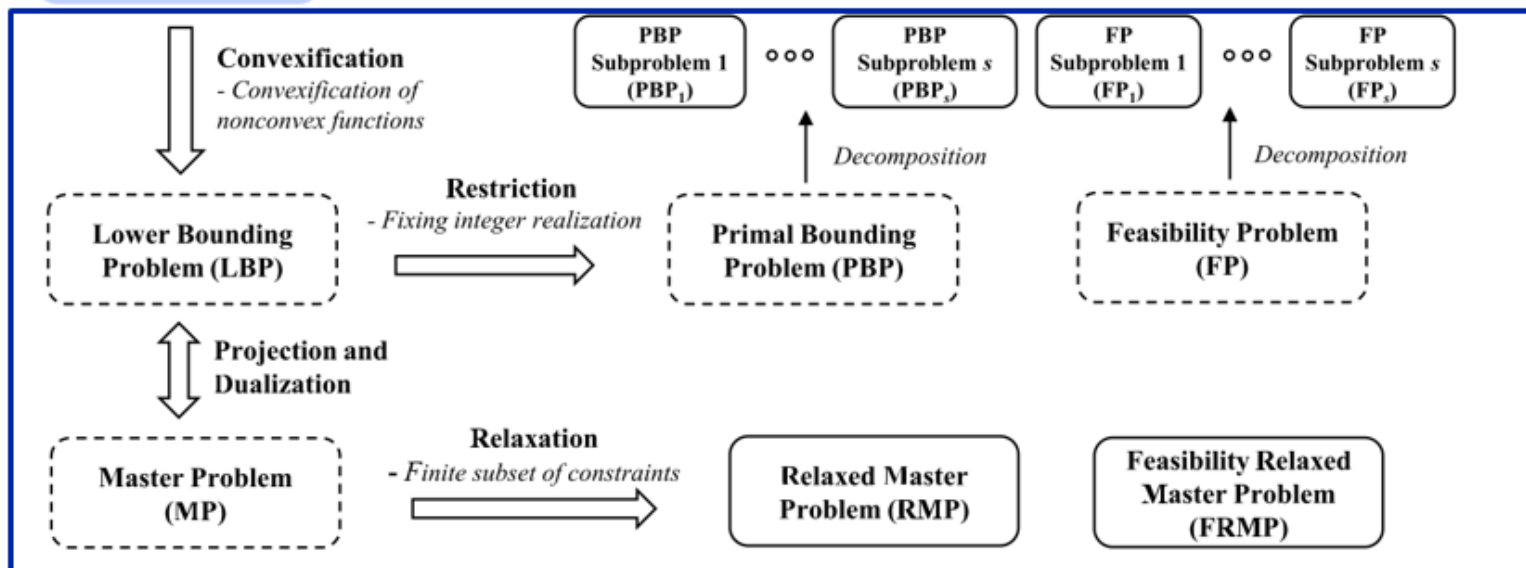 Convexification
- Convexification of
nonconvex functions
PBP
Subproblem 1
(PBP₁)
PBP
Subproblem s
(PBPₛ)
FP
Subproblem 1
(FP₁)
FP
Subproblem s
(FPₛ)
Decomposition
Decomposition
Restriction
- Fixing integer realization
Lower Bounding
Problem (LBP)
Primal Bounding
Problem (PBP)
Feasibility Problem
(FP)
Projection and
Dualization
Relaxation
- Finite subset of constraints
Master Problem
(MP)
Relaxed Master
Problem (RMP)
Feasibility Relaxed
Master Problem
(FRMP)